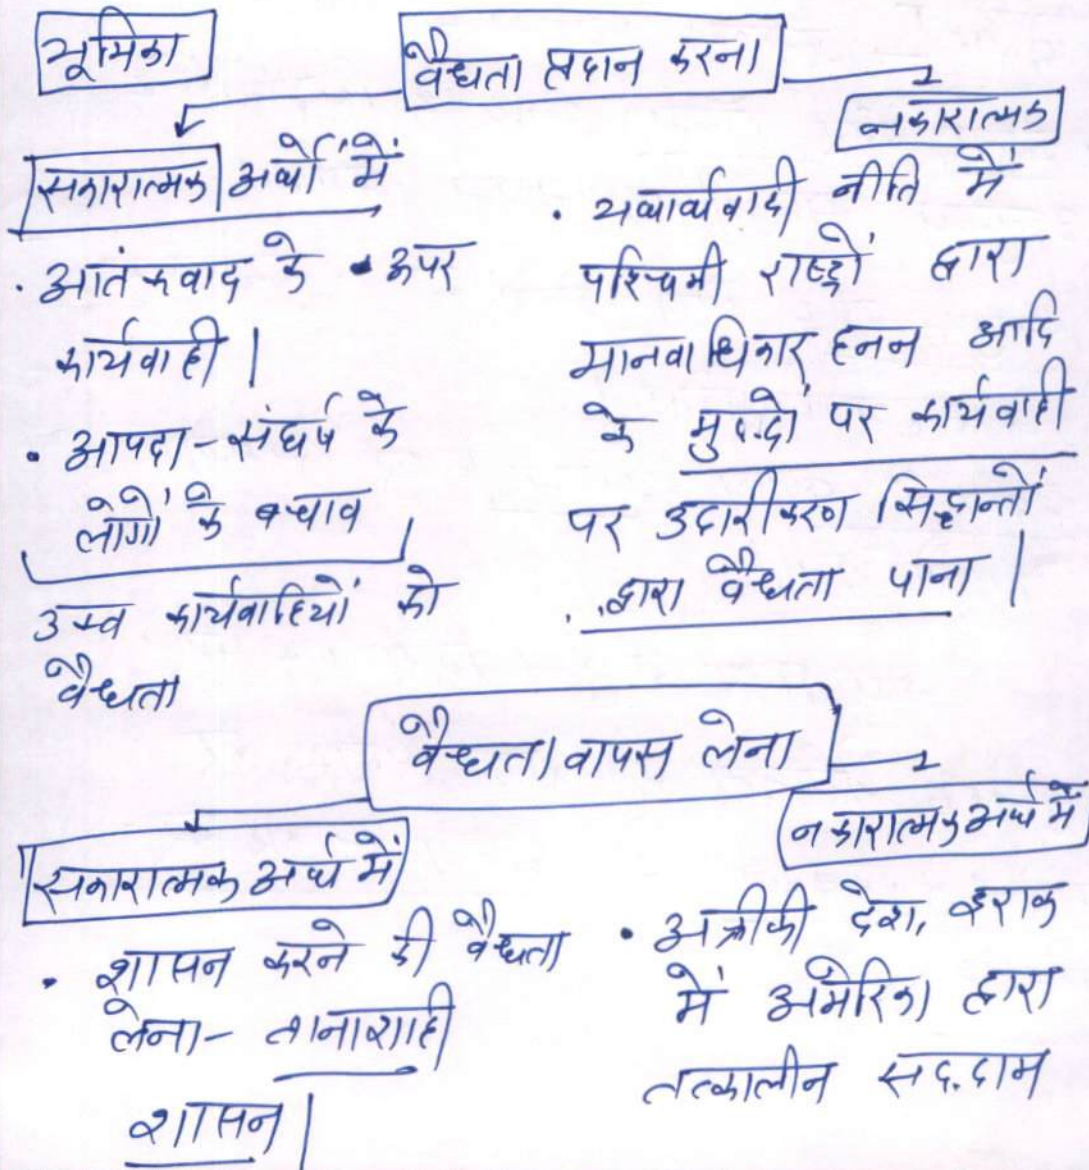 भूमिका
वैधता प्रदान करना
नकारात्मक
सकारात्मक अर्थों में
• आतंकवाद के ऊपर
कार्यवाही |
• आपदा-संघर्ष के
लोगों के बचाव
उक्त कार्यवाहियों को
वैधता
• यथार्थवादी नीति में
पश्चिमी राष्ट्रों द्वारा
मानवाधिकार हनन आदि
के मुद्दों पर कार्यवाही
पर उदारीकरण सिद्धान्तों
द्वारा वैधता पाना |
वैधता वापस लेना
सकारात्मक अर्थ में
• शासन करने की वैधता
लेना- तानाशाही
शासन |
नकारात्मक अर्थ में
• अफ्रीकी देश, इराक
में अमेरिका द्वारा
तत्कालीन सद्दाम